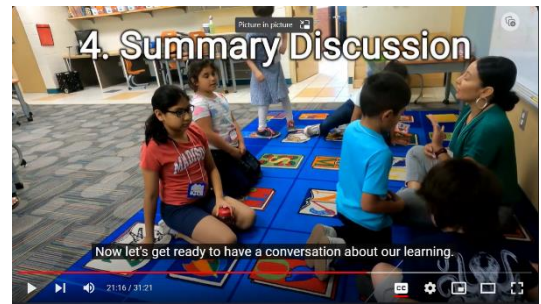 Picture in picture
4. Summary Discussion
Now let's get ready to have a conversation about our learning.
21:16 / 31:21
CC